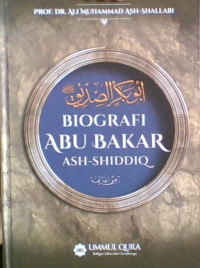 PROF. DR. ALI MUHAMMAD ASH-SHALLABI
أبو بكر الصديق
BIOGRAFI
ABU BAKAR
ASH-SHIDDIQ
UMMUL QURA